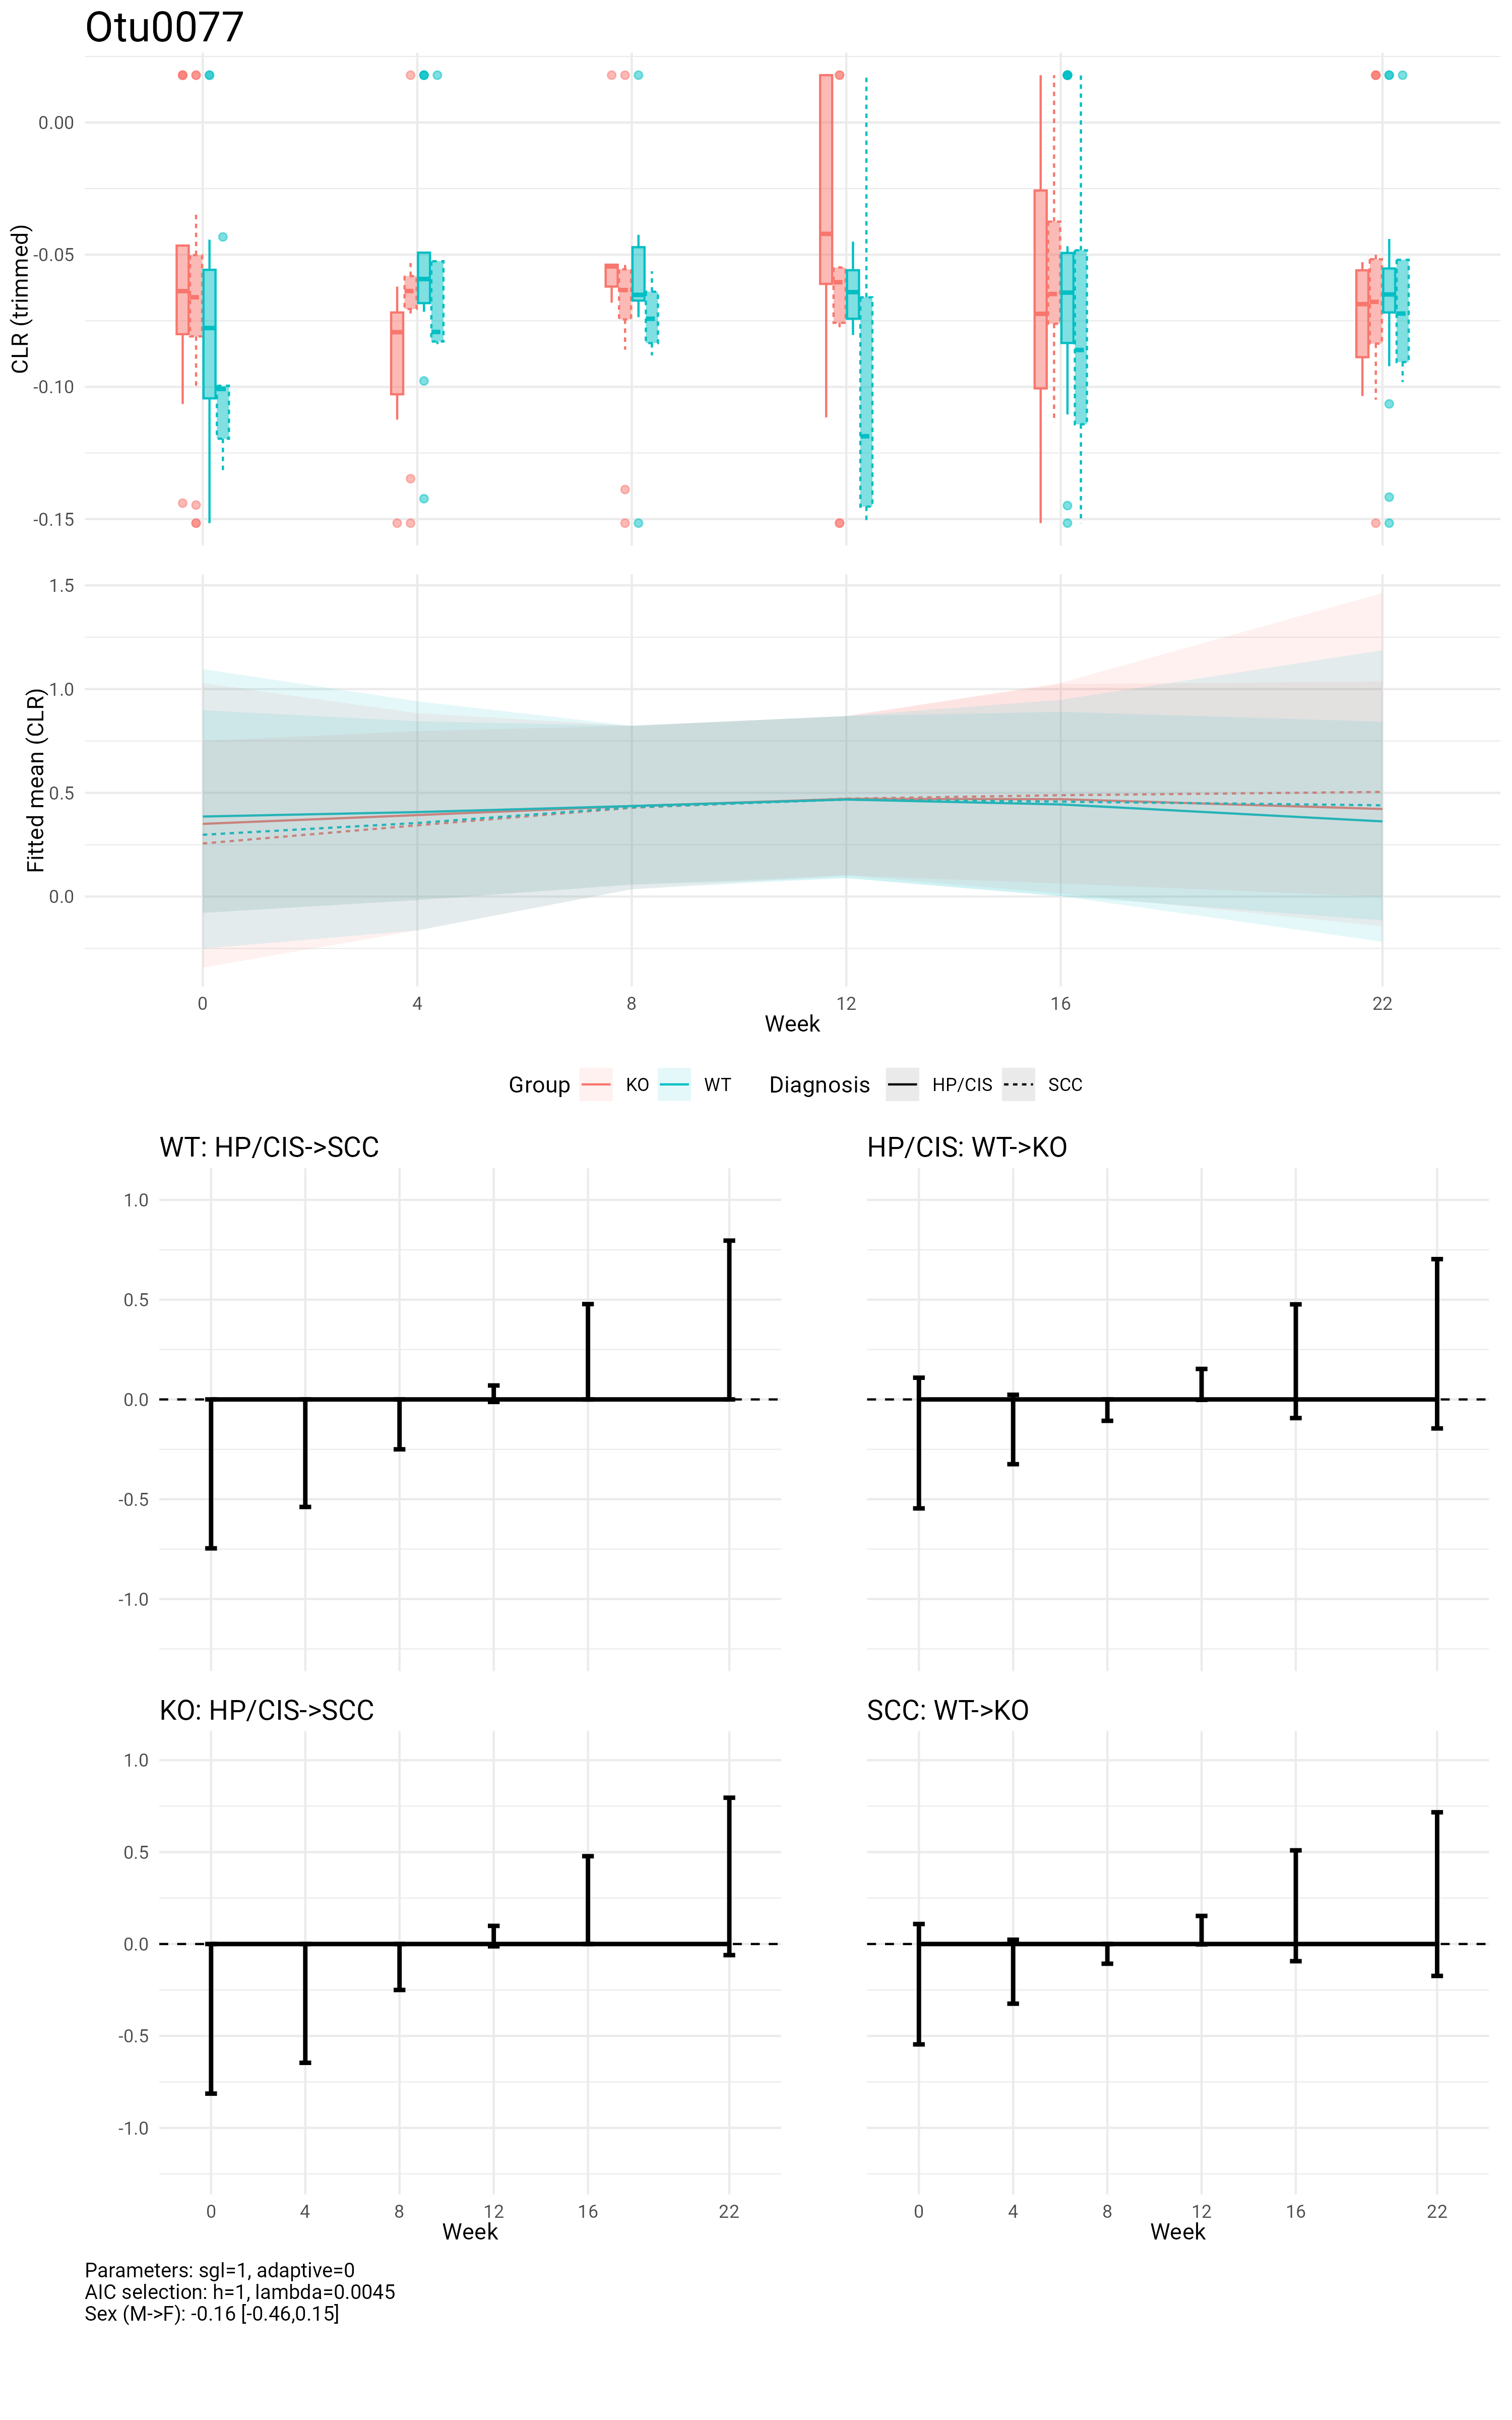 Otu0077
CLR (trimmed)
0.00
-0.05
-0.10
-0.15
Fitted mean (CLR)
1.5
1.0
0.5
0.0
0 4 8 12 16 22
Week
Group KO WT Diagnosis HP/CIS SCC
WT: HP/CIS->SCC
HP/CIS: WT->KO
1.0
0.5
0.0
-0.5
-1.0
KO: HP/CIS->SCC
SCC: WT->KO
1.0
0.5
0.0
-0.5
-1.0
0 4 8 12 16 22
0 4 8 12 16 22
Week
Week
Parameters: sgl=1, adaptive=0
AIC selection: h=1, lambda=0.0045
Sex (M->F): -0.16 [-0.46,0.15]